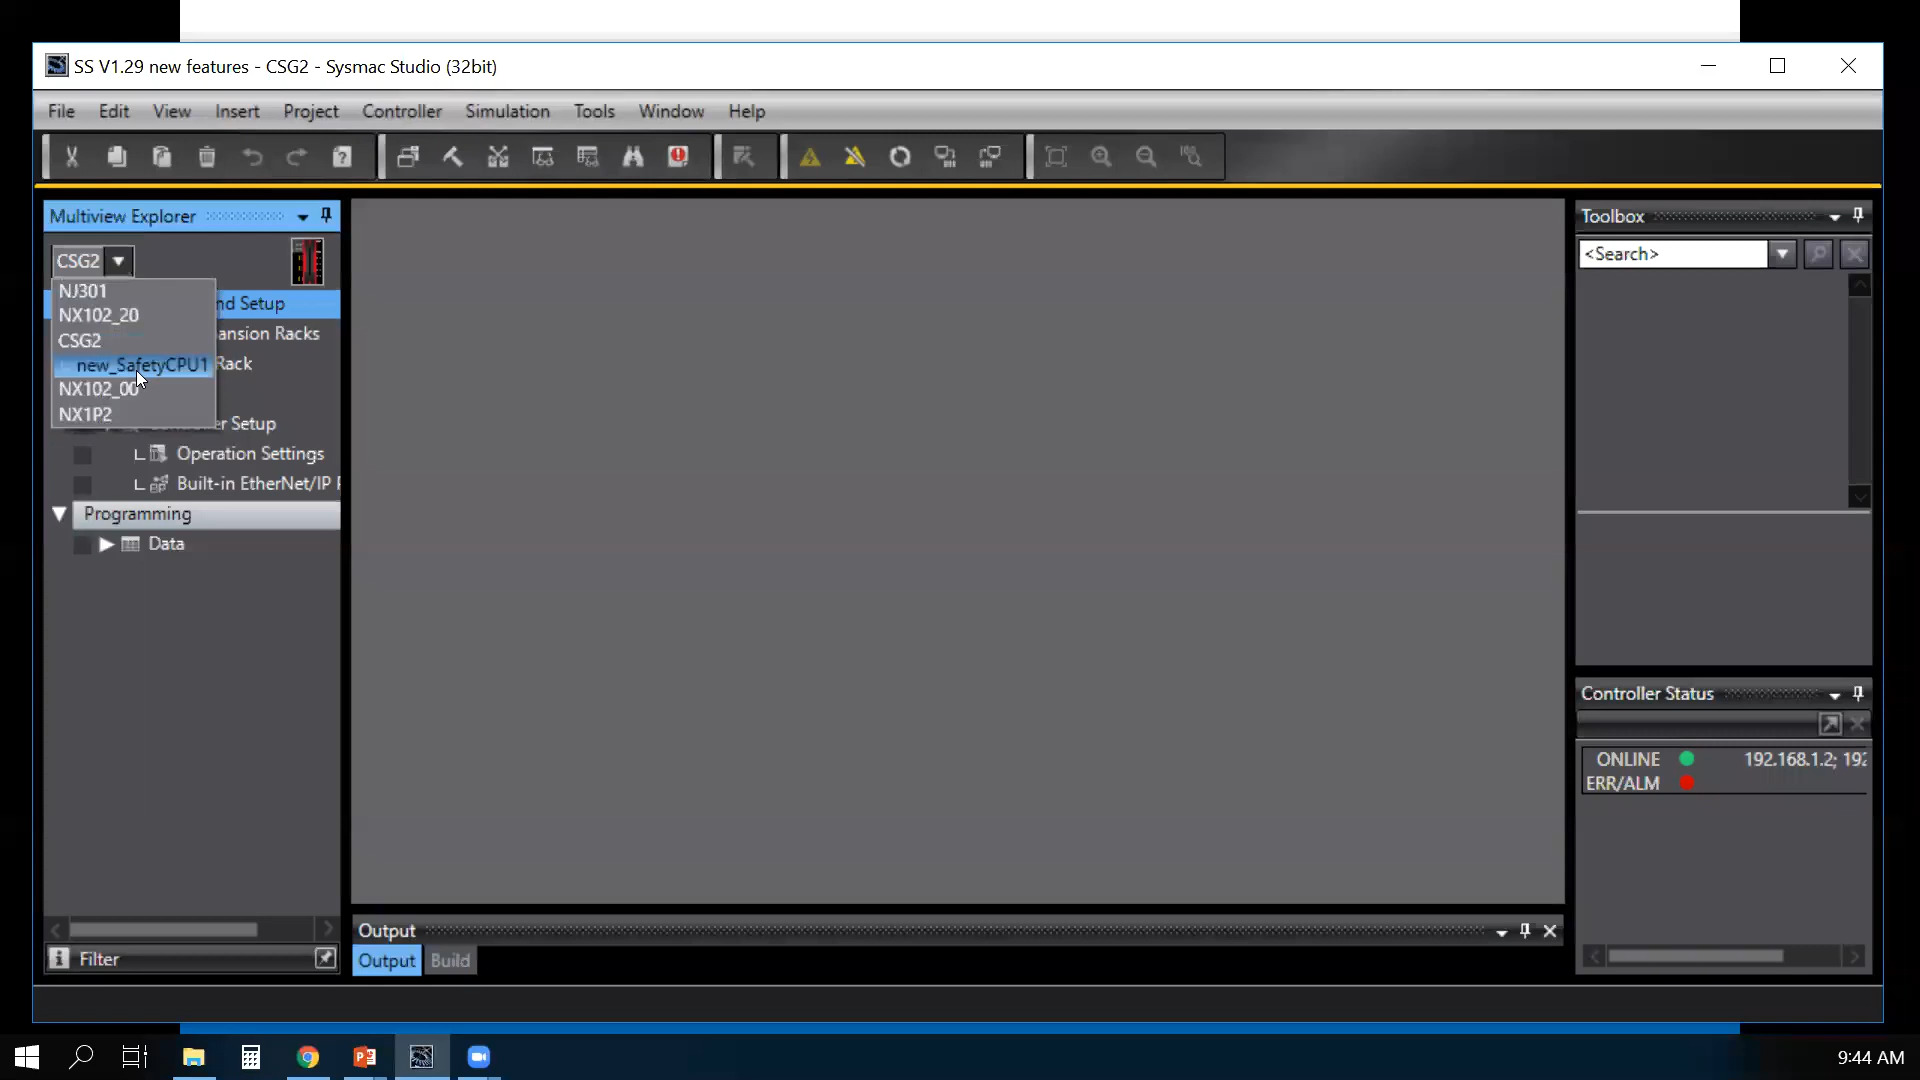 SS V1.29 new features - CSG2 - Sysmac Studio (32bit)
File Edit View Insert Project Controller Simulation Tools Window Help
Multiview Explorer
CSG2
NJ301
NX102_20
CSG2
new_SafetyCPU1
NX102_00
NX1P2
nd Setup
ansion Racks
Rack
er Setup
Operation Settings
Built-in EtherNet/IP
Programming
Data
Filter
Output
Output Build
Toolbox
<Search>
Controller Status
ONLINE 192.168.1.2; 192
ERR/ALM
9:44 AM